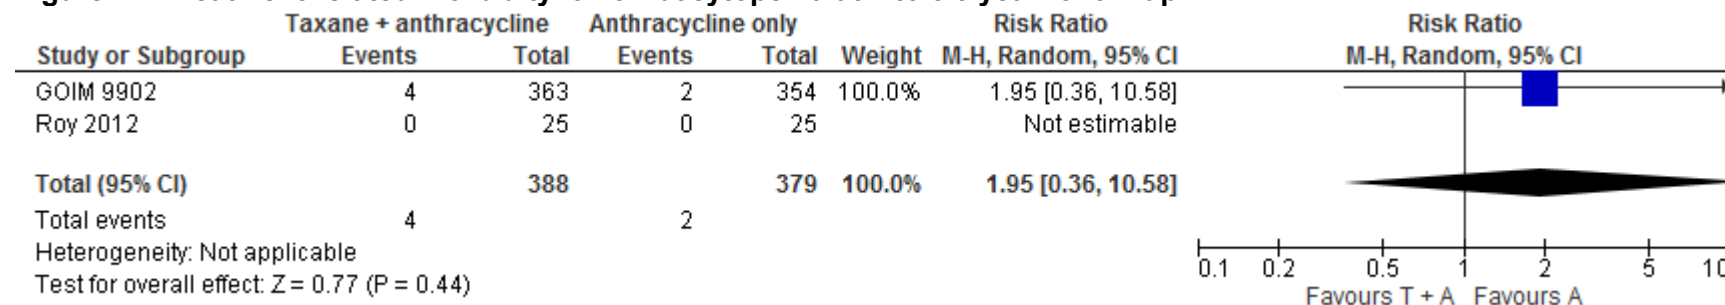 Taxane + anthracycline Anthracycline only Risk Ratio Risk Ratio
Study or Subgroup Events Total Events Total Weight M-H, Random, 95% CI M-H, Random, 95% CI
GOIM 9902 4 363 2 354 100.0% 1.95 [0.36, 10.58]
Roy 2012 0 25 0 25 Not estimable
Total (95% CI) 388 379 100.0% 1.95 [0.36, 10.58]
Total events 4 2
Heterogeneity: Not applicable
Test for overall effect: Z = 0.77 (P = 0.44)
0.1 0.2 0.5 1 2 5 10
Favours T + A Favours A